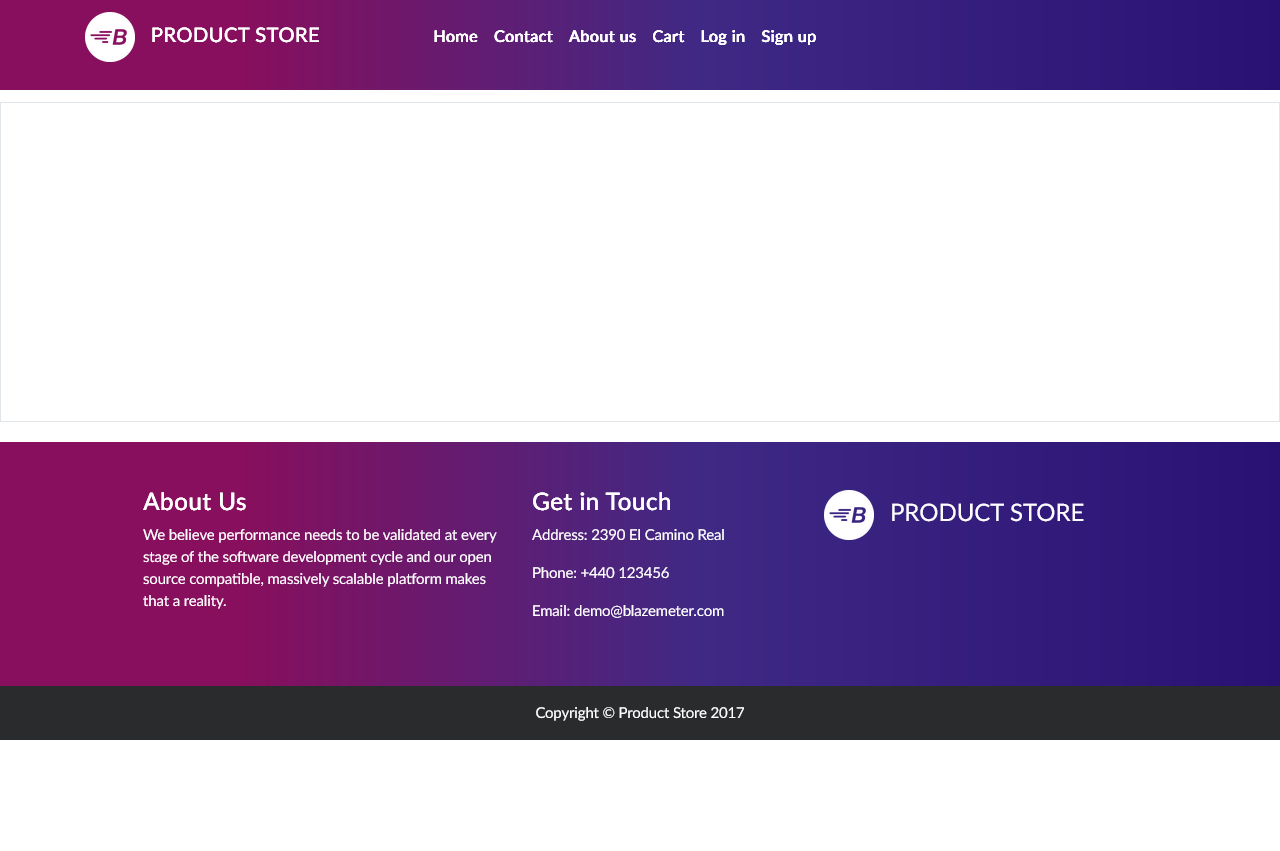 B PRODUCT STORE Home Contact About us Cart Log in Sign up
About Us
We believe performance needs to be validated at every
stage of the software development cycle and our open
source compatible, massively scalable platform makes
that a reality.
Get in Touch
Address: 2390 El Camino Real
Phone: +440 123456
Email: demo@blazemeter.com
B PRODUCT STORE
Copyright © Product Store 2017